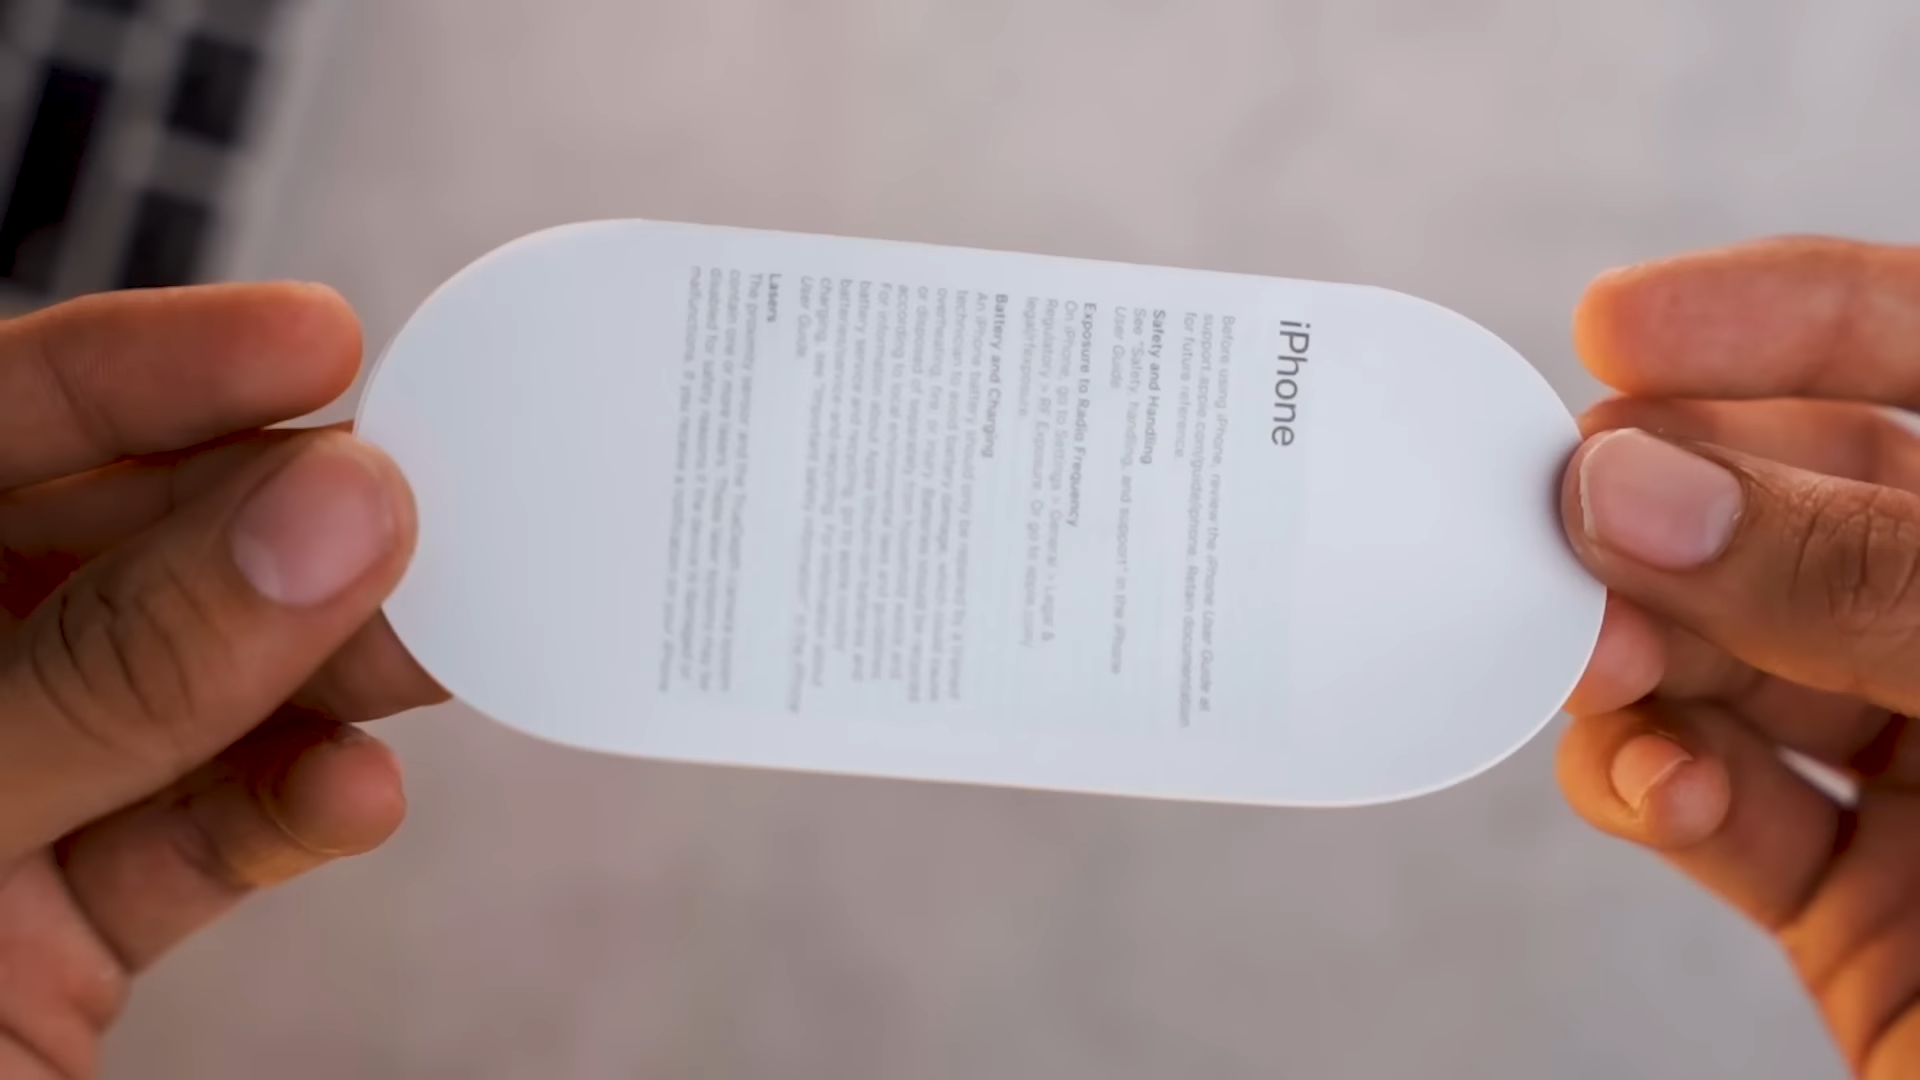 iPhone
Before using iPhone, review the iPhone User Guide at
support.apple.com/guide/iphone. Retain documentation
for future reference.
Safety and Handling
See “Safety, handling, and support” in the iPhone
User Guide.
Exposure to Radio Frequency
On iPhone, go to Settings > General > Legal &
Regulatory > RF Exposure. Or go to apple.com/
legal/rfexposure.
Battery and Charging
An iPhone battery should only be repaired by a trained
technician to avoid battery damage, which could cause
overheating, fire, or injury. Batteries should be recycled
or disposed of separately from household waste and
according to local environmental laws and guidelines.
For information about Apple lithium-ion batteries and
battery service and recycling, go to apple.com/
batteries/service-and-recycling. For information about
charging, see “Important safety information” in the iPhone
User Guide.
Lasers
The proximity sensor and the TrueDepth camera system
contain one or more lasers. These laser systems may be
disabled for safety reasons if the device is damaged or
malfunctions. If you receive a notification on your iPhone